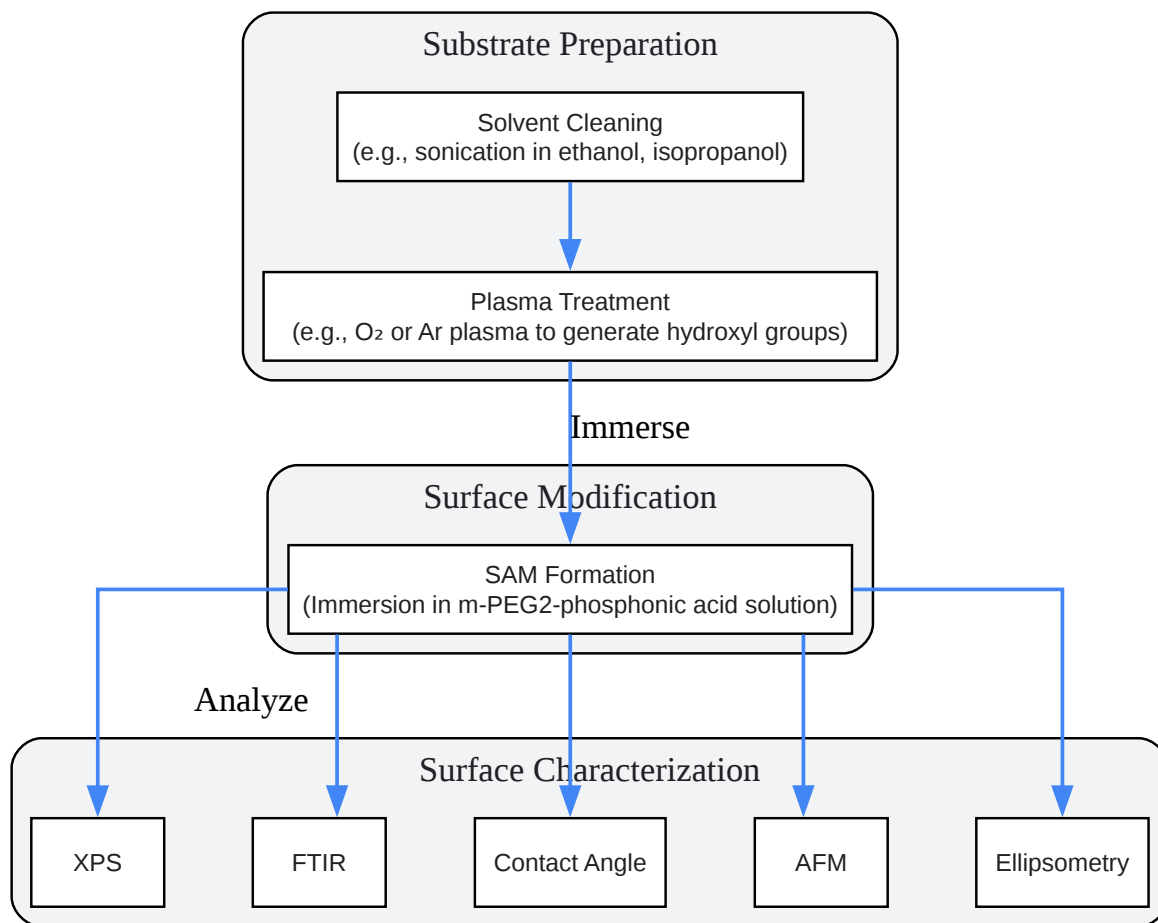 Substrate Preparation
Solvent Cleaning
(e.g., sonication in ethanol, isopropanol)
Plasma Treatment
(e.g., O₂ or Ar plasma to generate hydroxyl groups)
Immerse
Surface Modification
SAM Formation
(Immersion in m-PEG2-phosphonic acid solution)
Analyze
Surface Characterization
XPS
FTIR
Contact Angle
AFM
Ellipsometry